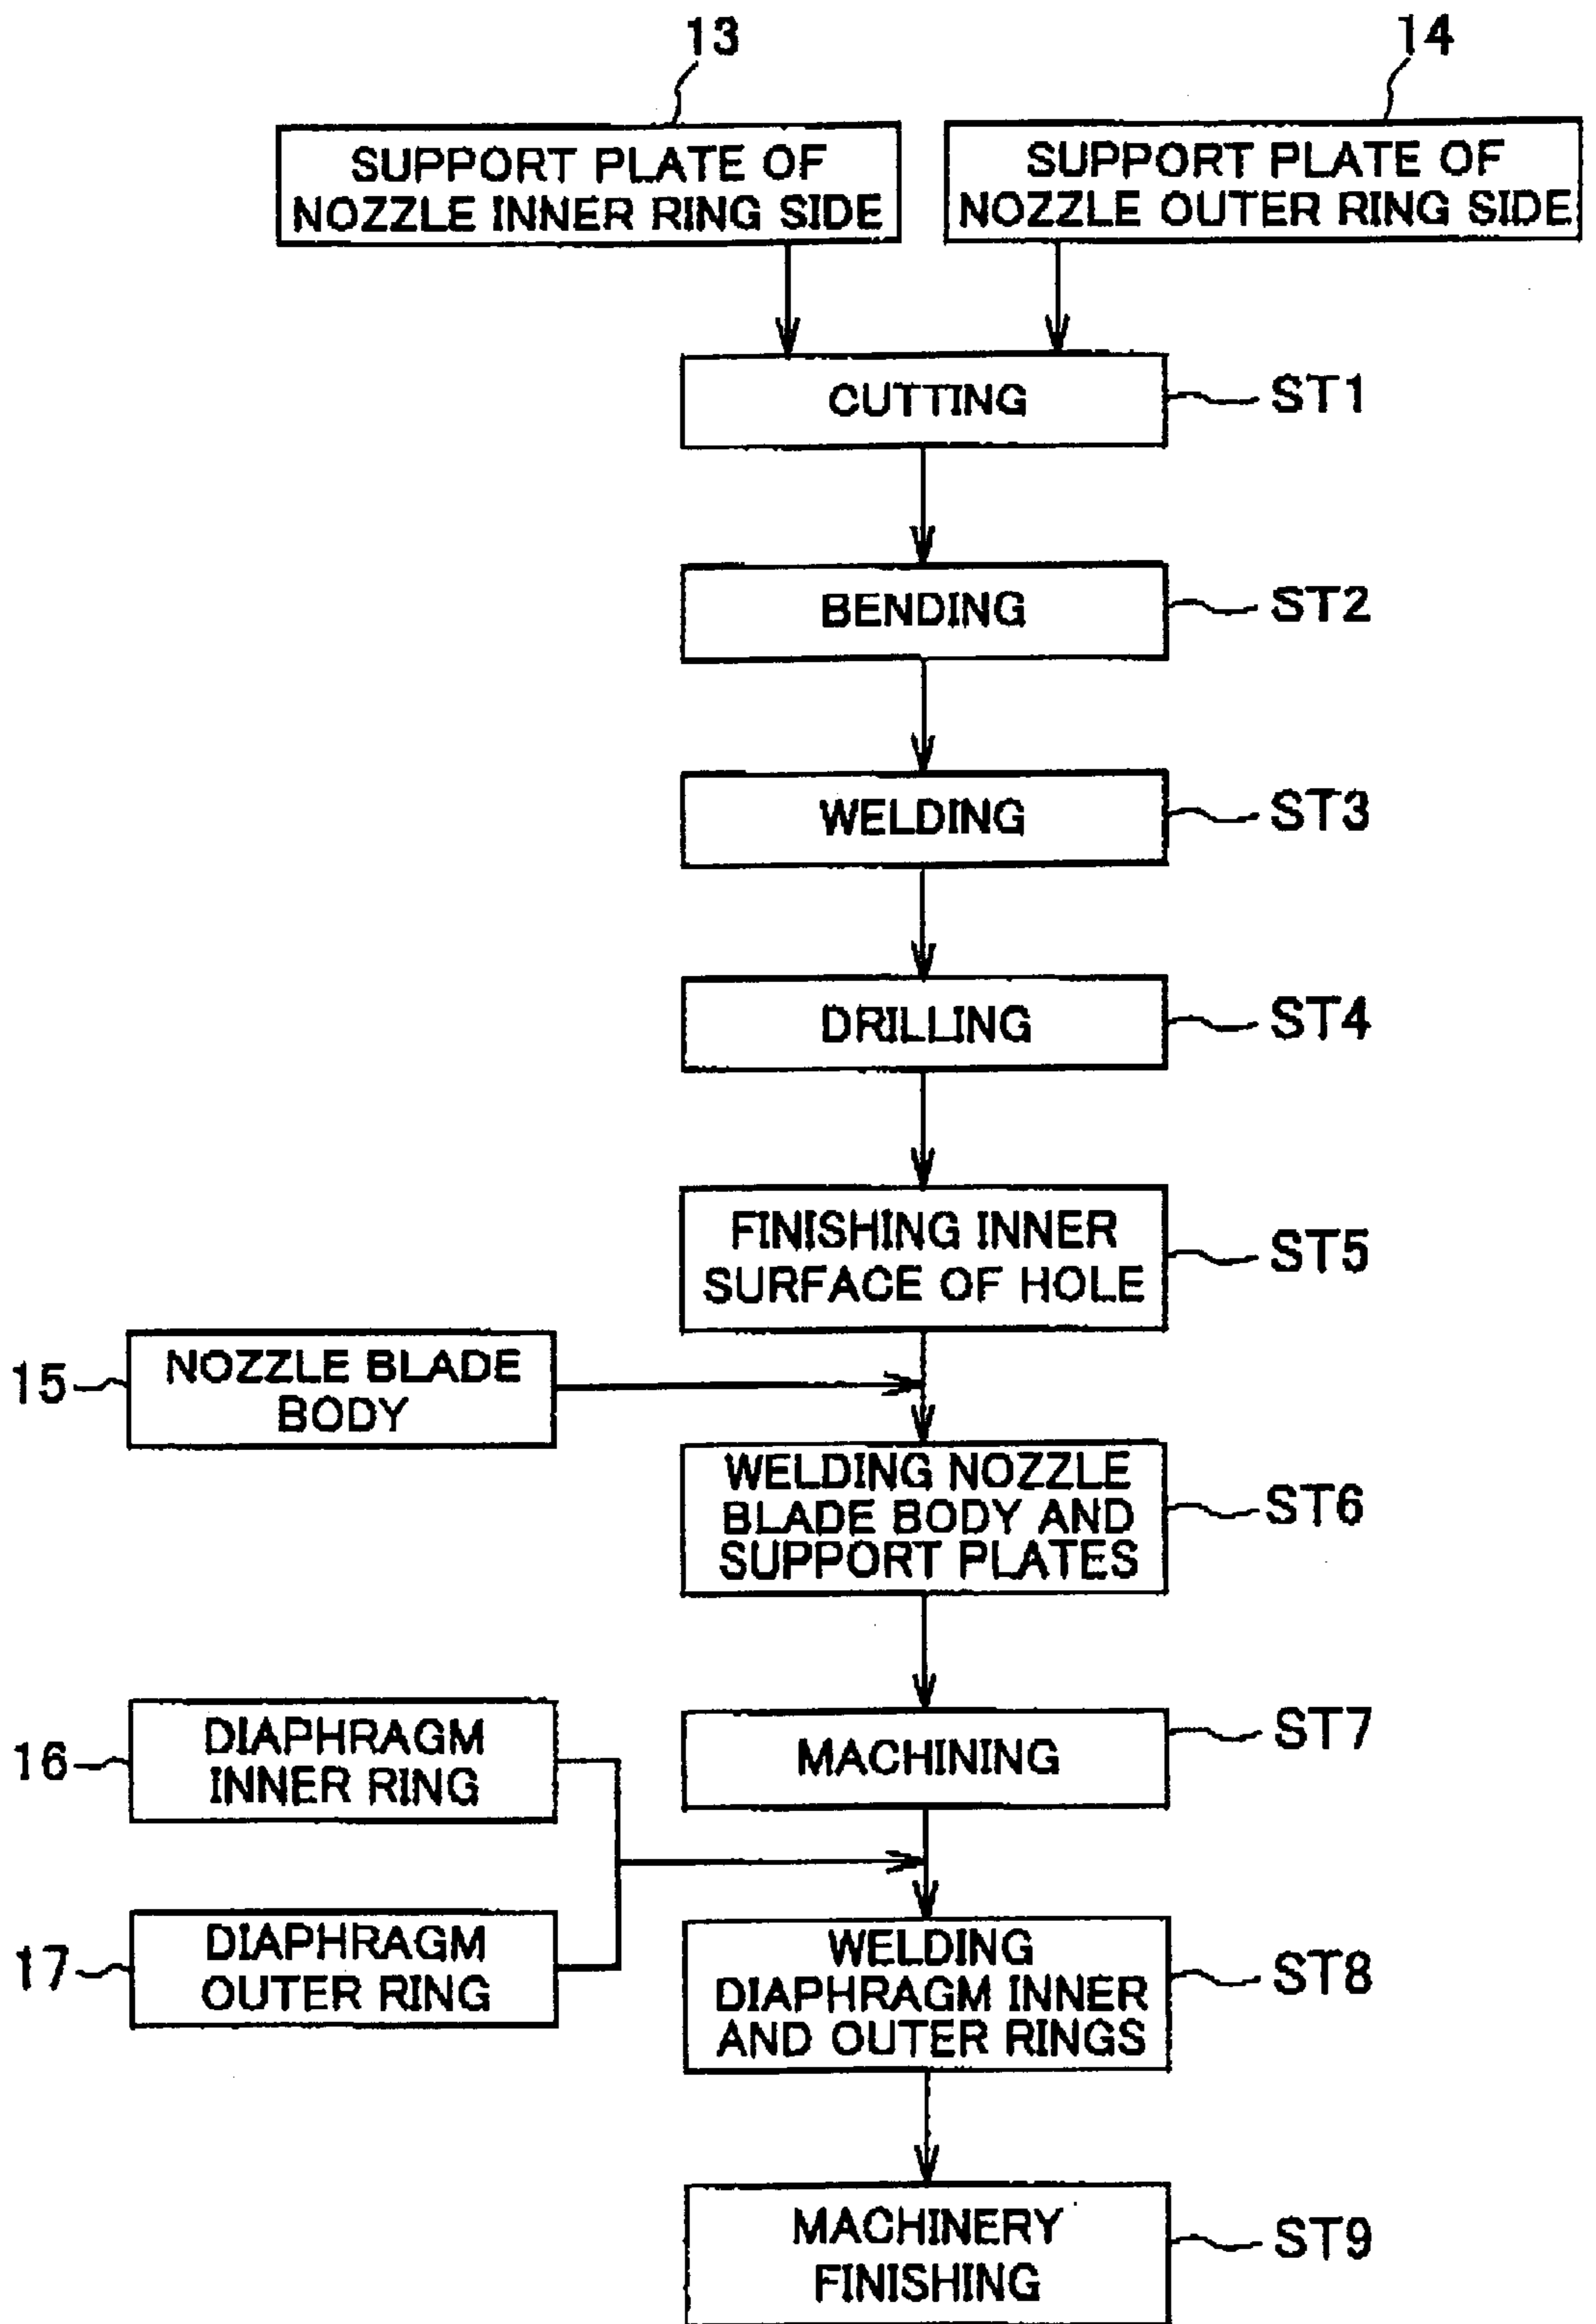 13
14
SUPPORT PLATE OF
NOZZLE INNER RING SIDE
SUPPORT PLATE OF
NOZZLE OUTER RING SIDE
CUTTING
ST1
BENDING
ST2
WELDING
ST3
DRILLING
ST4
FINISHING INNER
SURFACE OF HOLE
ST5
15
NOZZLE BLADE
BODY
WELDING NOZZLE
BLADE BODY AND
SUPPORT PLATES
ST6
MACHINING
ST7
16
DIAPHRAGM
INNER RING
17
DIAPHRAGM
OUTER RING
WELDING
DIAPHRAGM INNER
AND OUTER RINGS
ST8
MACHINERY
FINISHING
ST9